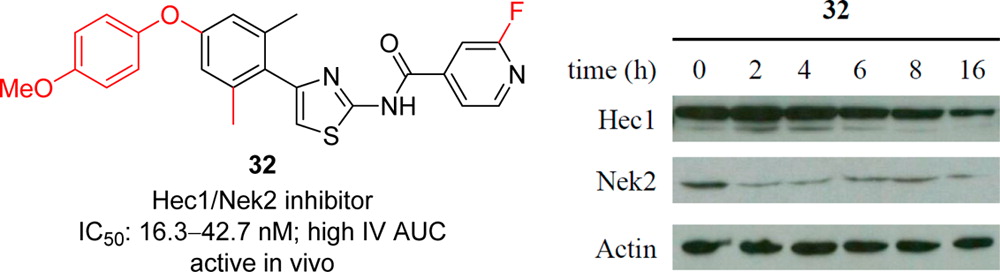 MeO
O
O
NH
N
S
F
N
32
Hec1/Nek2 inhibitor
IC50: 16.3–42.7 nM; high IV AUC
active in vivo
32
time (h) 0 2 4 6 8 16
Hec1
Nek2
Actin